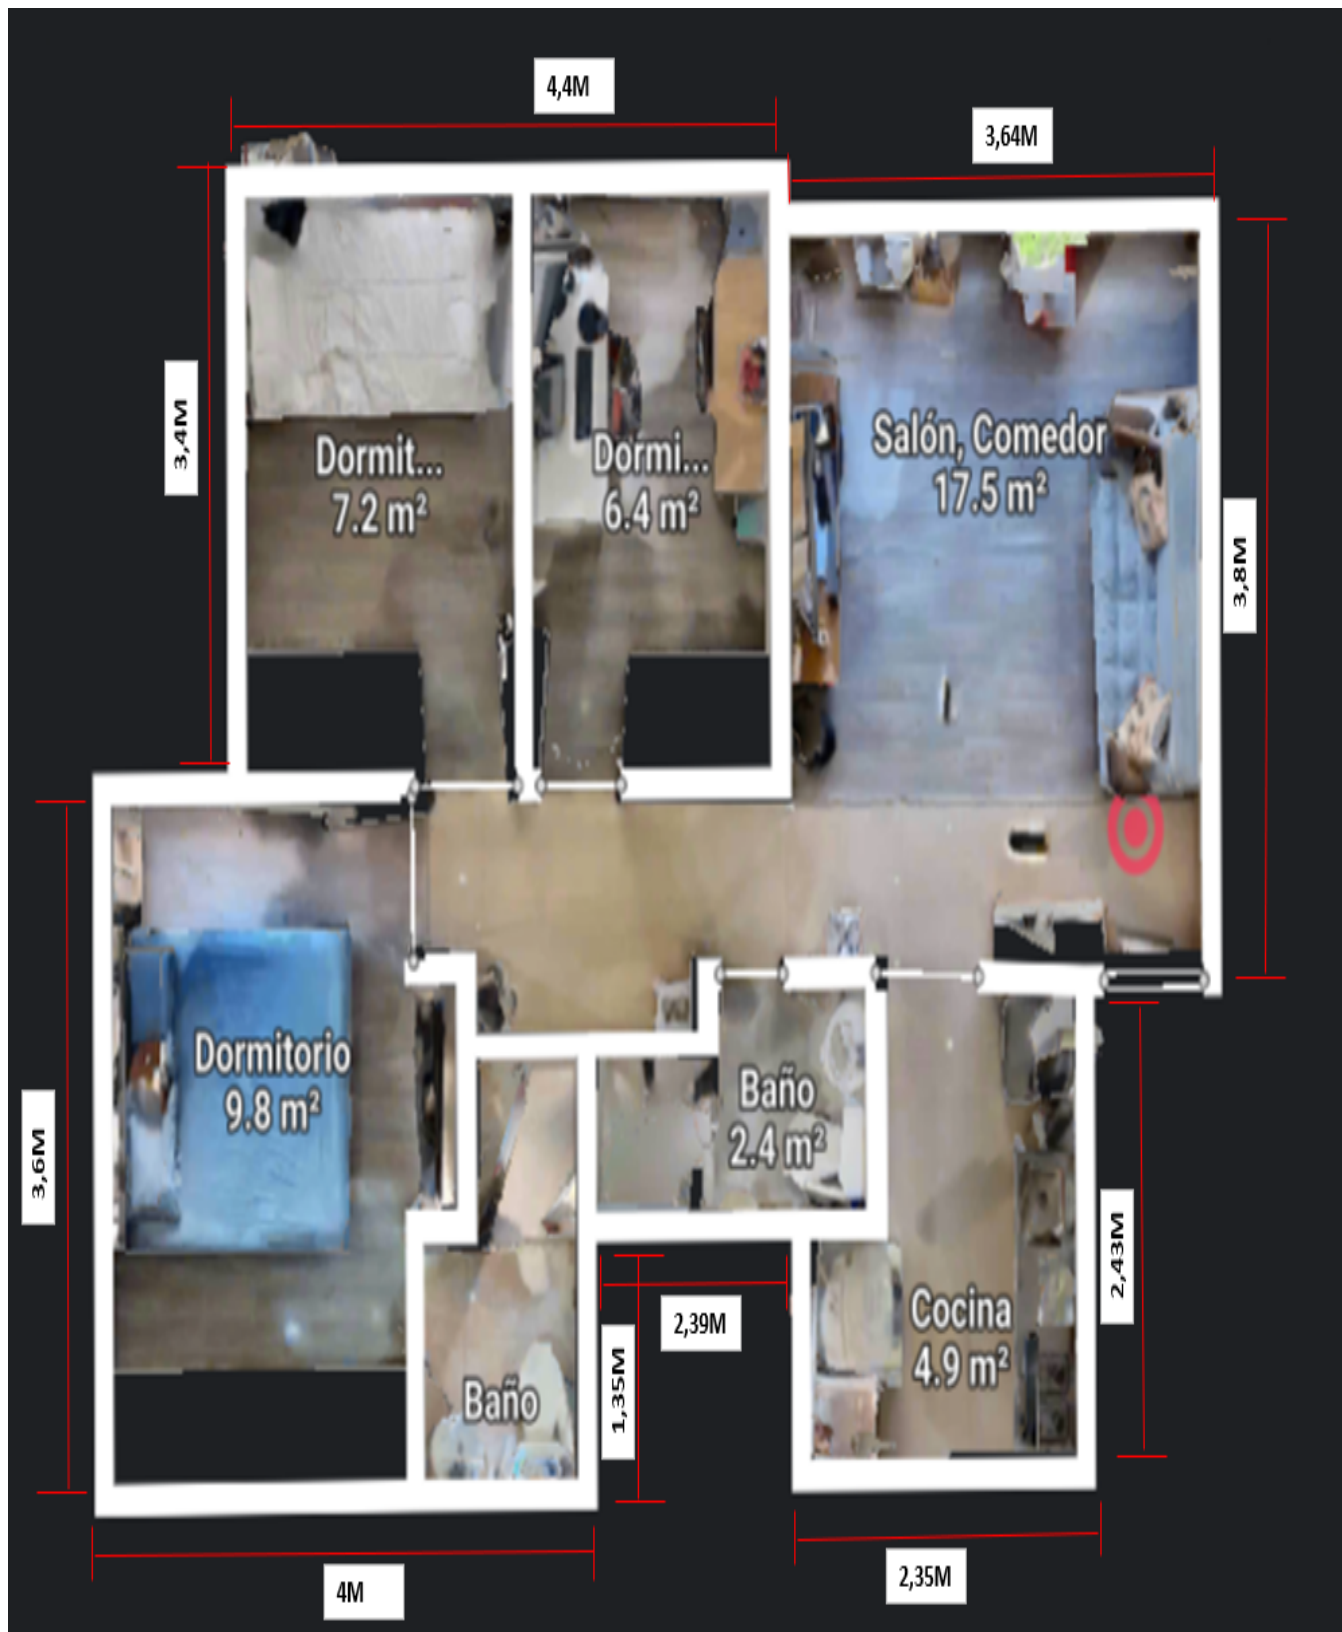 4,4M
3,64M
3,4M
Dormit...
7.2 m²
Dormi...
6.4 m²
Salón, Comedor
17.5 m²
3,8M
Dormitorio
9.8 m²
Baño
2.4 m²
3,6M
2,43M
Cocina
4.9 m²
2,39M
1,35M
Baño
2,35M
4M